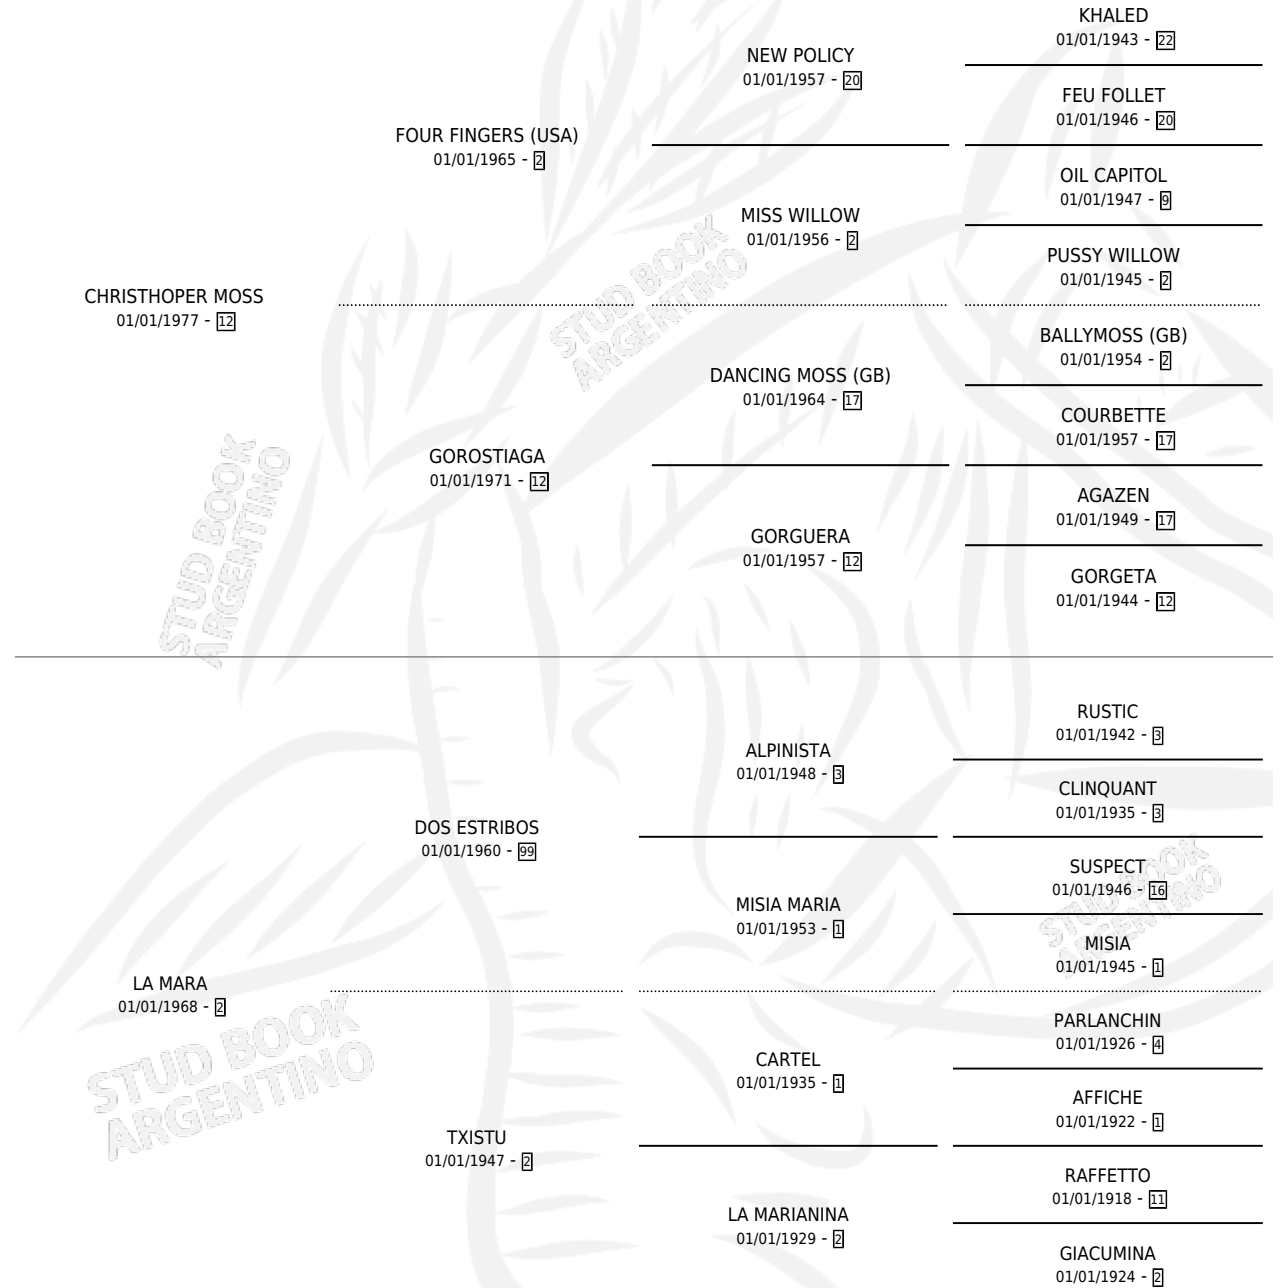 KHALED
01/01/1943 - 22
NEW POLICY
01/01/1957 - 20
FEU FOLLET
01/01/1946 - 20
FOUR FINGERS (USA)
01/01/1965 - 2
OIL CAPITOL
01/01/1947 - 9
MISS WILLOW
01/01/1956 - 2
PUSSY WILLOW
01/01/1945 - 2
CHRISTHOPER MOSS
01/01/1977 - 12
STUD BOOK
ARGENTINO
BALLYMOSS (GB)
01/01/1954 - 2
DANCING MOSS (GB)
01/01/1964 - 17
COURBETTE
01/01/1957 - 17
GOROSTIAGA
01/01/1971 - 12
AGAZEN
01/01/1949 - 17
GORGUERA
01/01/1957 - 12
GORGETA
01/01/1944 - 12
STUD BOOK
ARGENTINO
RUSTIC
01/01/1942 - 3
ALPINISTA
01/01/1948 - 3
CLINQUANT
01/01/1935 - 3
DOS ESTRIBOS
01/01/1960 - 99
SUSPECT
01/01/1946 - 16
MISIA MARIA
01/01/1953 - 1
MISIA
01/01/1945 - 1
STUD BOOK
ARGENTINO
LA MARA
01/01/1968 - 2
PARLANCHIN
01/01/1926 - 4
CARTEL
01/01/1935 - 1
AFFICHE
01/01/1922 - 1
STUD BOOK
ARGENTINO
TXISTU
01/01/1947 - 2
RAFFETTO
01/01/1918 - 11
LA MARIANINA
01/01/1929 - 2
GIACUMINA
01/01/1924 - 2